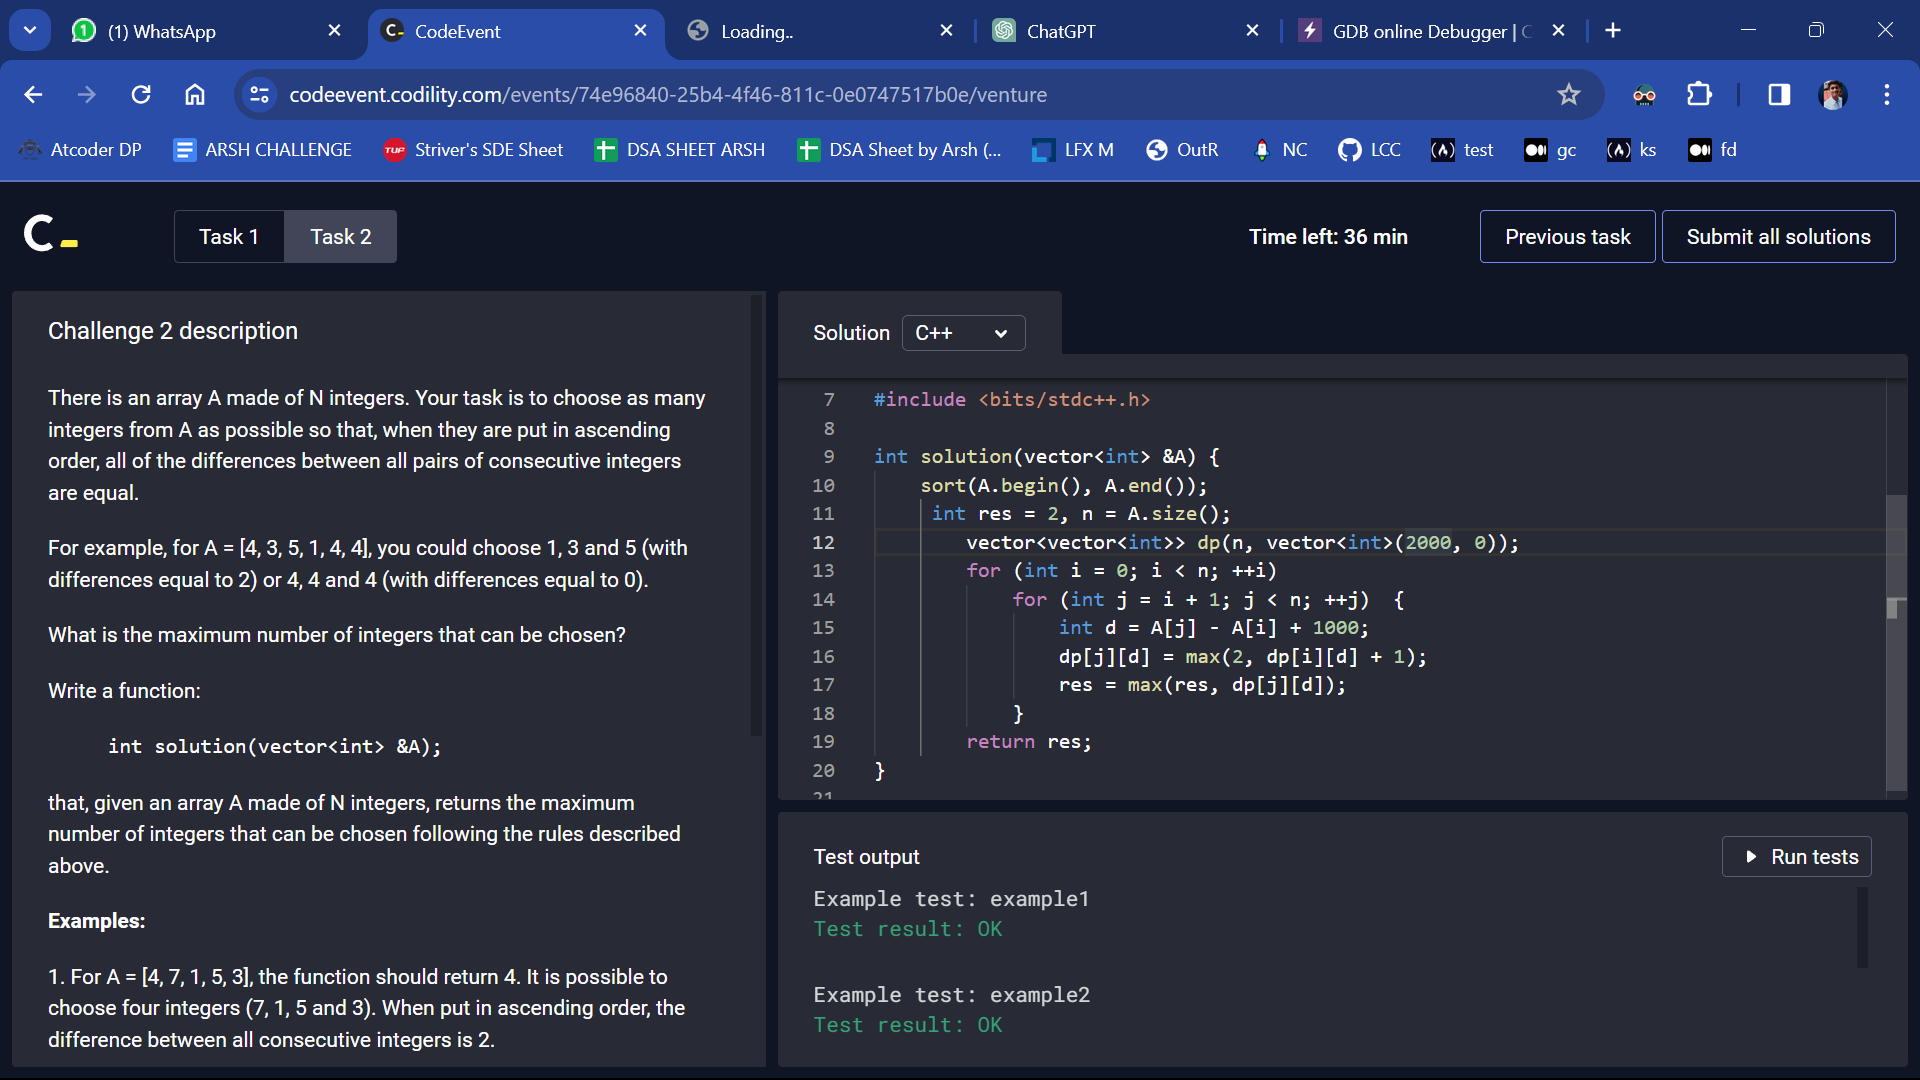 (1) WhatsApp
CodeEvent
Loading..
ChatGPT
GDB online Debugger |
codeevent.codility.com/events/74e96840-25b4-4f46-811c-0e0747517b0e/venture
Atcoder DP
ARSH CHALLENGE
TUF
Striver's SDE Sheet
DSA SHEET ARSH
DSA Sheet by Arsh (...
LFX M
OutR
NC
LCC
test
gc
ks
fd
Task 1
Task 2
Time left: 36 min
Previous task
Submit all solutions
Challenge 2 description
There is an array A made of N integers. Your task is to choose as many
integers from A as possible so that, when they are put in ascending
order, all of the differences between all pairs of consecutive integers
are equal.
For example, for A = [4, 3, 5, 1, 4, 4], you could choose 1, 3 and 5 (with
differences equal to 2) or 4, 4 and 4 (with differences equal to 0).
What is the maximum number of integers that can be chosen?
Write a function:
int solution(vector<int> &A);
that, given an array A made of N integers, returns the maximum
number of integers that can be chosen following the rules described
above.
Examples:
1. For A = [4, 7, 1, 5, 3], the function should return 4. It is possible to
choose four integers (7, 1, 5 and 3). When put in ascending order, the
difference between all consecutive integers is 2.
Solution C++
7 #include <bits/stdc++.h>
8
9 int solution(vector<int> &A) {
10 sort(A.begin(), A.end());
11 int res = 2, n = A.size();
12 vector<vector<int>> dp(n, vector<int>(2000, 0));
13 for (int i = 0; i < n; ++i)
14 for (int j = i + 1; j < n; ++j) {
15 int d = A[j] - A[i] + 1000;
16 dp[j][d] = max(2, dp[i][d] + 1);
17 res = max(res, dp[j][d]);
18 }
19 return res;
20 }
21
Test output
Run tests
Example test: example1
Test result: OK
Example test: example2
Test result: OK